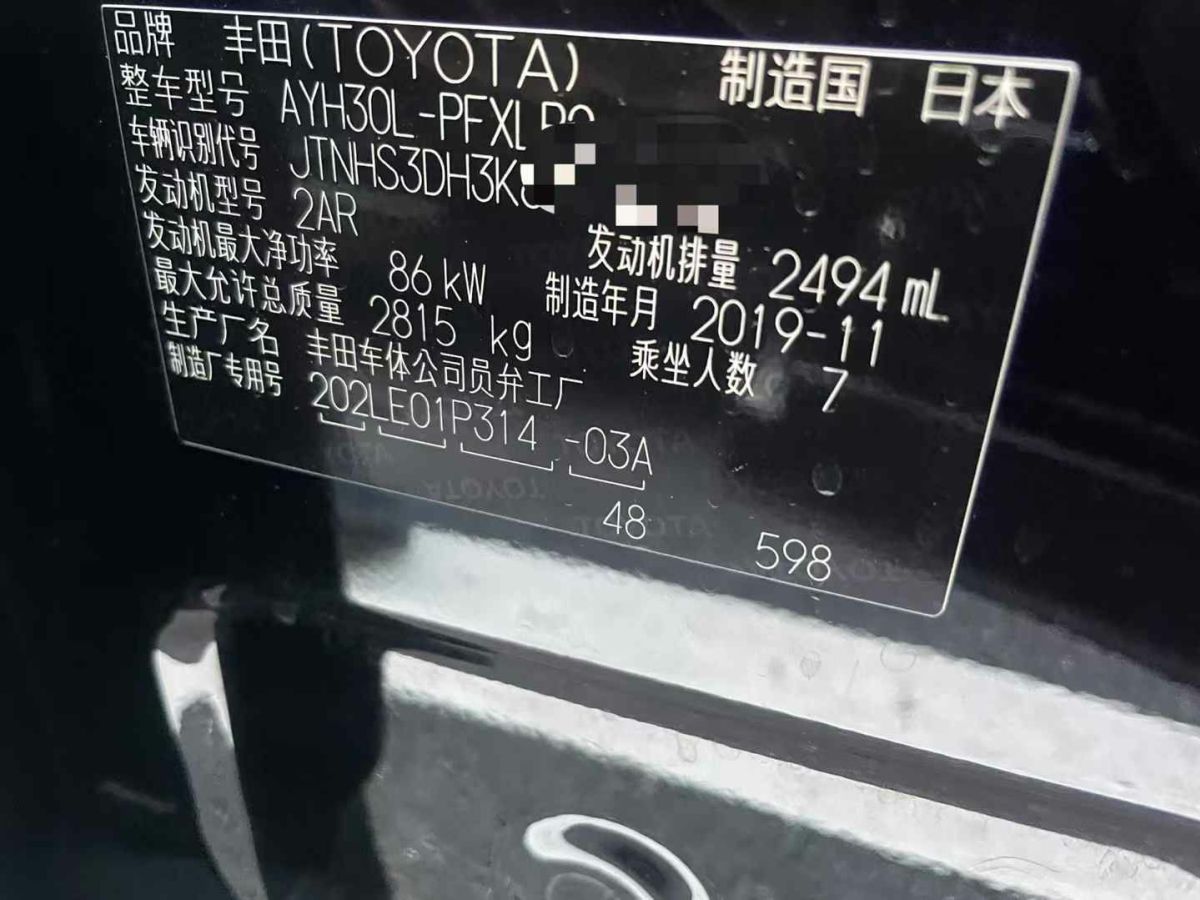 品牌 丰田(TOYOTA) 制造国 日本
整车型号 AYH30L-PFXL
车辆识别代号 JTNHS3DH3K
发动机型号 2AR 发动机排量 2494 mL
发动机最大净功率 86 kW 制造年月 2019-11
最大允许总质量 2815 kg 乘坐人数 7
生产厂名 丰田车体公司员弁工厂
制造厂专用号 202LE01P314 -03A
48 598